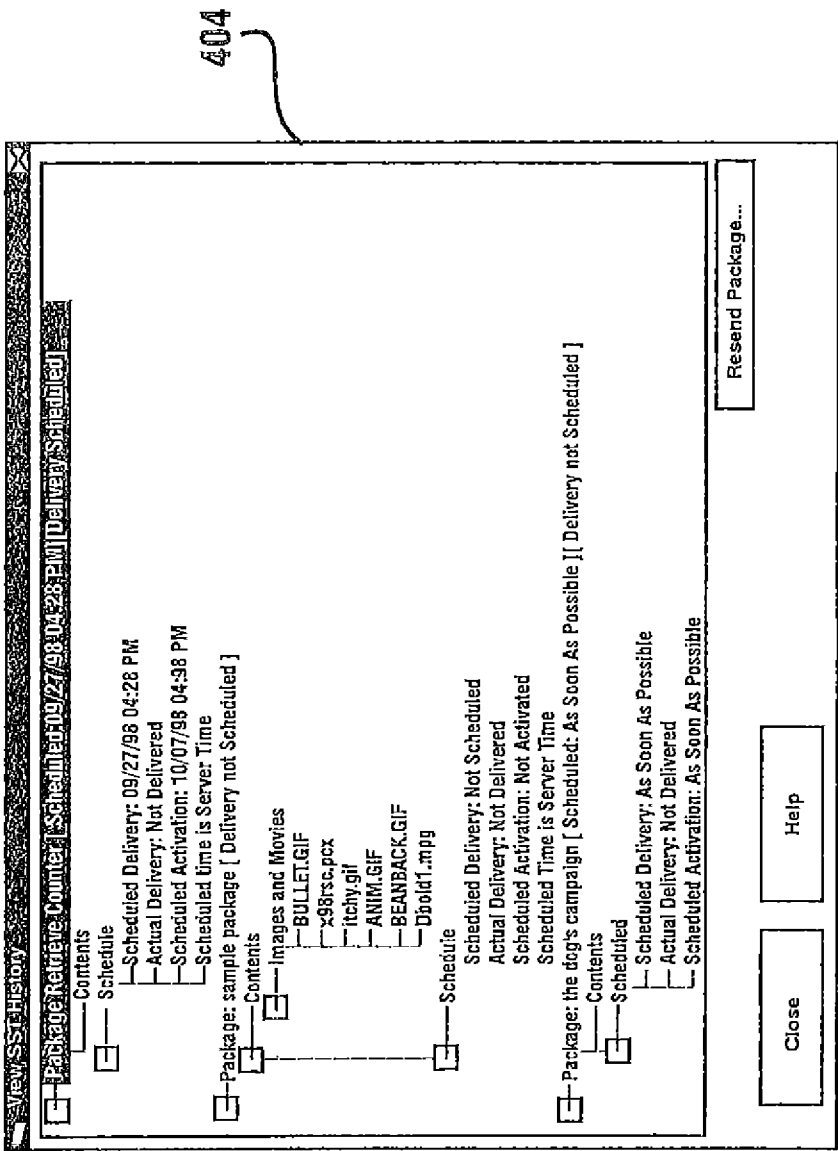 404
View SST History
Package Retrieve Counter [ Scheduled 09/27/98 04:28 PM ][ Delivery Scheduled ]
Contents
Schedule
Scheduled Delivery: 09/27/98 04:28 PM
Actual Delivery: Not Delivered
Scheduled Activation: 10/07/98 04:38 PM
Scheduled time is Server Time
Package: sample package [ Delivery not Scheduled ]
Contents
Images and Movies
BULLET.GIF
x98rsc.pcx
itchy.gif
ANIM.GIF
BEANBACK.GIF
Dbold1.mpg
Schedule
Scheduled Delivery: Not Scheduled
Actual Delivery: Not Delivered
Scheduled Activation: Not Activated
Scheduled Time is Server Time
Package: the dog's campaign [ Scheduled: As Soon As Possible ][ Delivery not Scheduled ]
Contents
Scheduled
Scheduled Delivery: As Soon As Possible
Actual Delivery: Not Delivered
Scheduled Activation: As Soon As Possible
Resend Package...
Close
Help